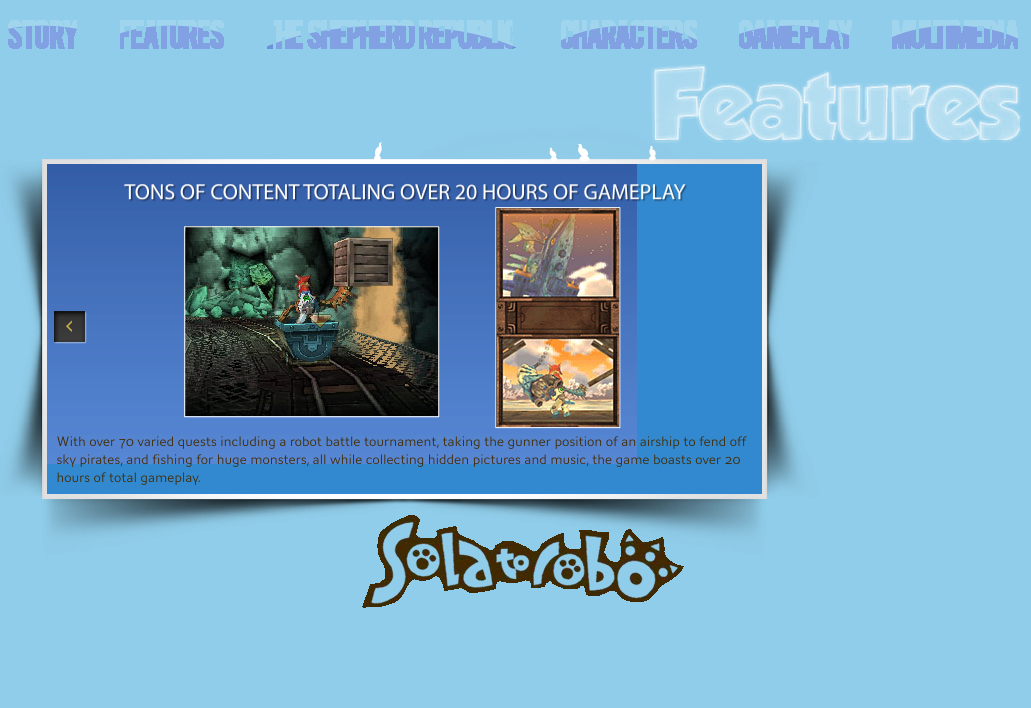 STORY FEATURES THE SHEPHERD REPUBLIC CHARACTERS GAMEPLAY MULTIMEDIA
Features
TONS OF CONTENT TOTALING OVER 20 HOURS OF GAMEPLAY
With over 70 varied quests including a robot battle tournament, taking the gunner position of an airship to fend off
sky pirates, and fishing for huge monsters, all while collecting hidden pictures and music, the game boasts over 20
hours of total gameplay.
Solatorobo